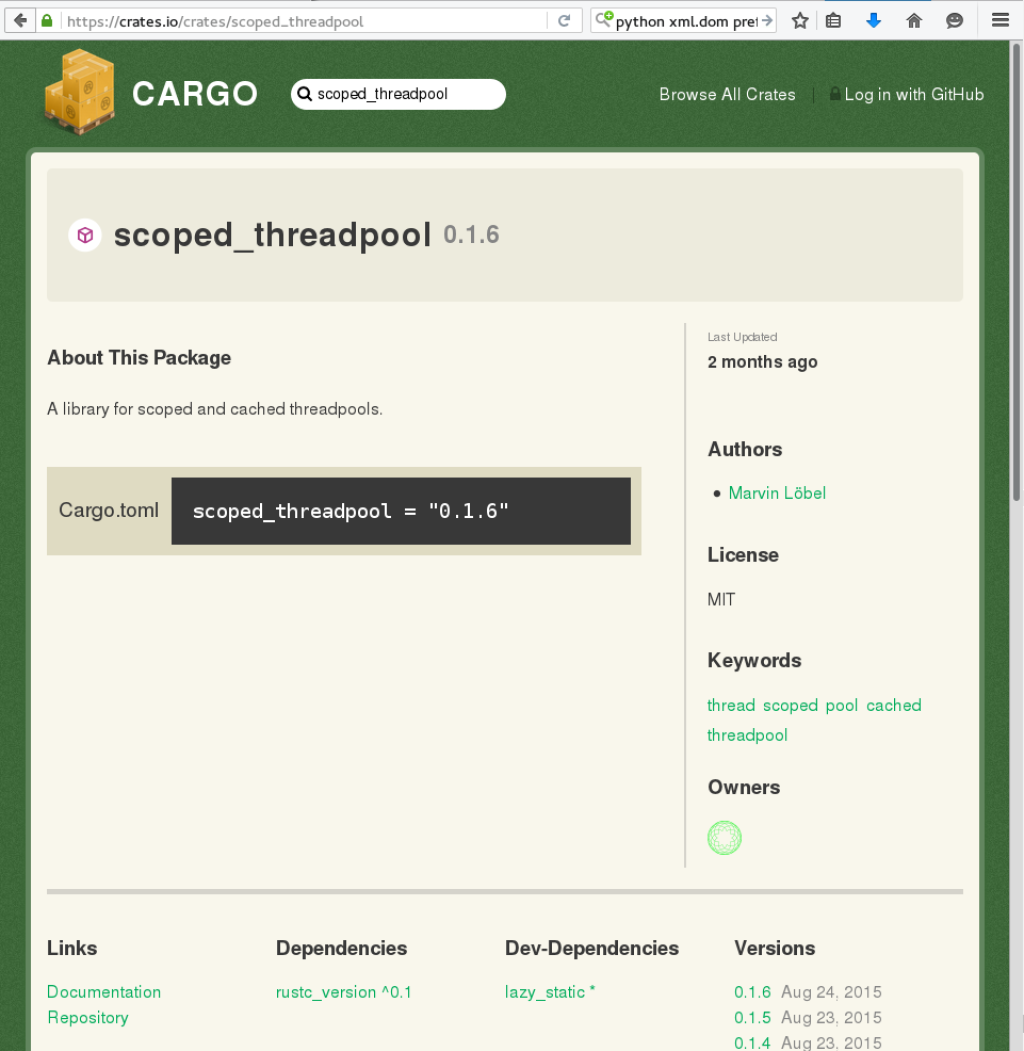 https://crates.io/crates/scoped_threadpool
python xml.dom pret
CARGO
scoped_threadpool
Browse All Crates
Log in with GitHub
scoped_threadpool 0.1.6
About This Package
A library for scoped and cached threadpools.
Cargo.toml
scoped_threadpool = "0.1.6"
Last Updated
2 months ago
Authors
Marvin Löbel
License
MIT
Keywords
thread scoped pool cached
threadpool
Owners
Links
Documentation
Repository
Dependencies
rustc_version ^0.1
Dev-Dependencies
lazy_static *
Versions
0.1.6 Aug 24, 2015
0.1.5 Aug 23, 2015
0.1.4 Aug 23, 2015